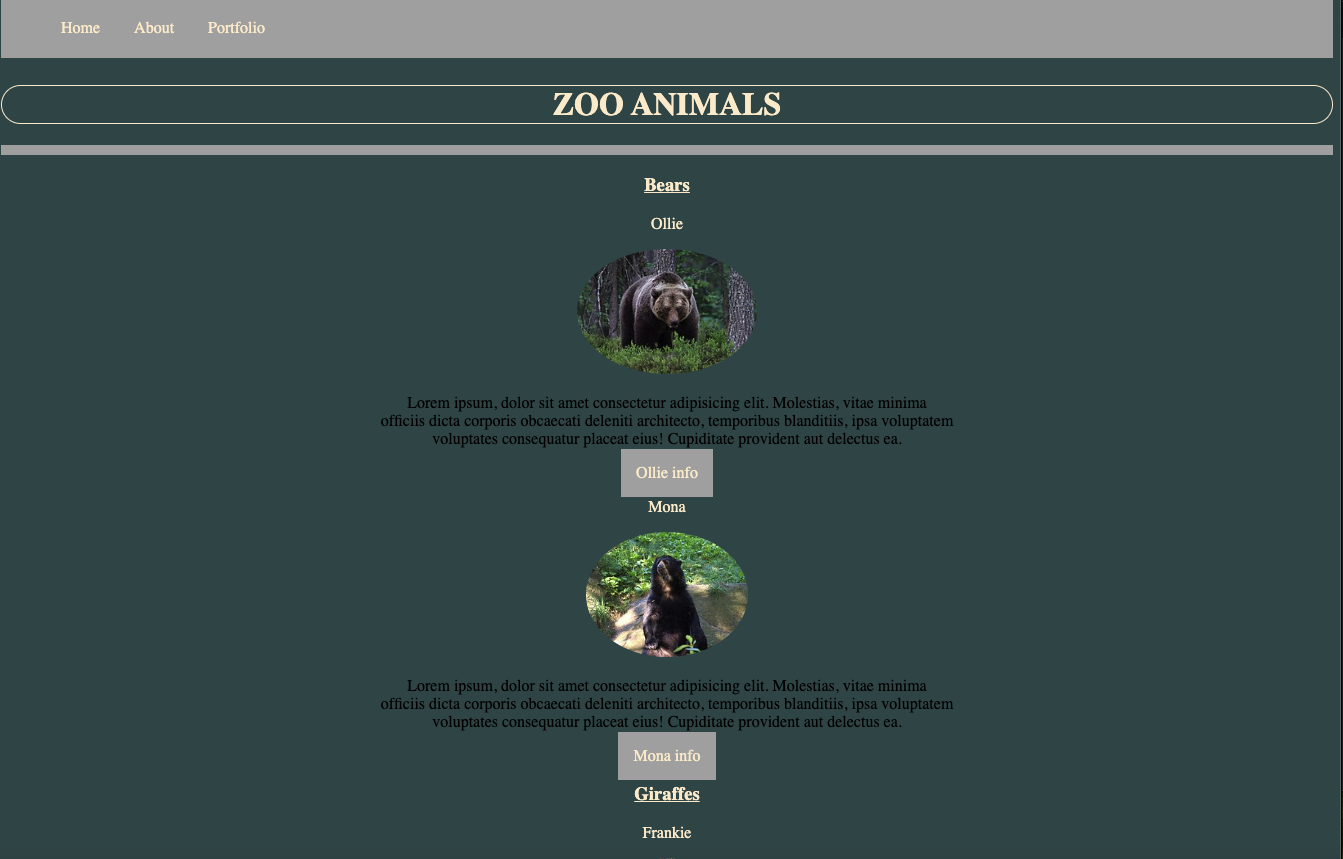 Home About Portfolio
ZOO ANIMALS
Bears
Ollie
Lorem ipsum, dolor sit amet consectetur adipisicing elit. Molestias, vitae minima
officiis dicta corporis obcaecati deleniti architecto, temporibus blanditiis, ipsa voluptatem
voluptates consequatur placeat eius! Cupiditate provident aut delectus ea.
Ollie info
Mona
Lorem ipsum, dolor sit amet consectetur adipisicing elit. Molestias, vitae minima
officiis dicta corporis obcaecati deleniti architecto, temporibus blanditiis, ipsa voluptatem
voluptates consequatur placeat eius! Cupiditate provident aut delectus ea.
Mona info
Giraffes
Frankie